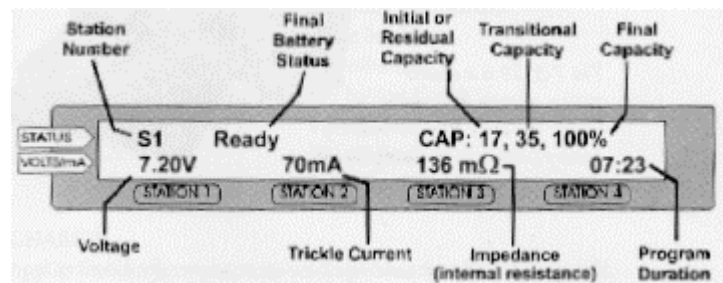 Station Number
Final Battery Status
Initial or Residual Capacity
Transitional Capacity
Final Capacity
STATUS S1 Ready CAP: 17, 35, 100%
VOLTS/mA 7.20V 70mA 136 mΩ 07:23
STATION 1 STATION 2 STATION 3 STATION 4
Voltage
Trickle Current
Impedance (internal resistance)
Program Duration